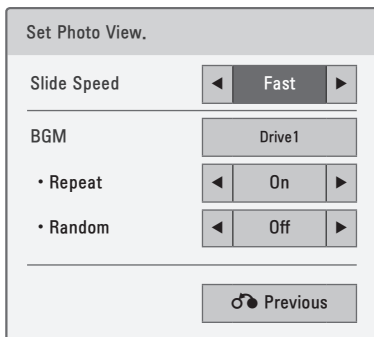 Set Photo View.
Slide Speed ◀ Fast ▶
BGM Drive1
• Repeat ◀ On ▶
• Random ◀ Off ▶
Previous